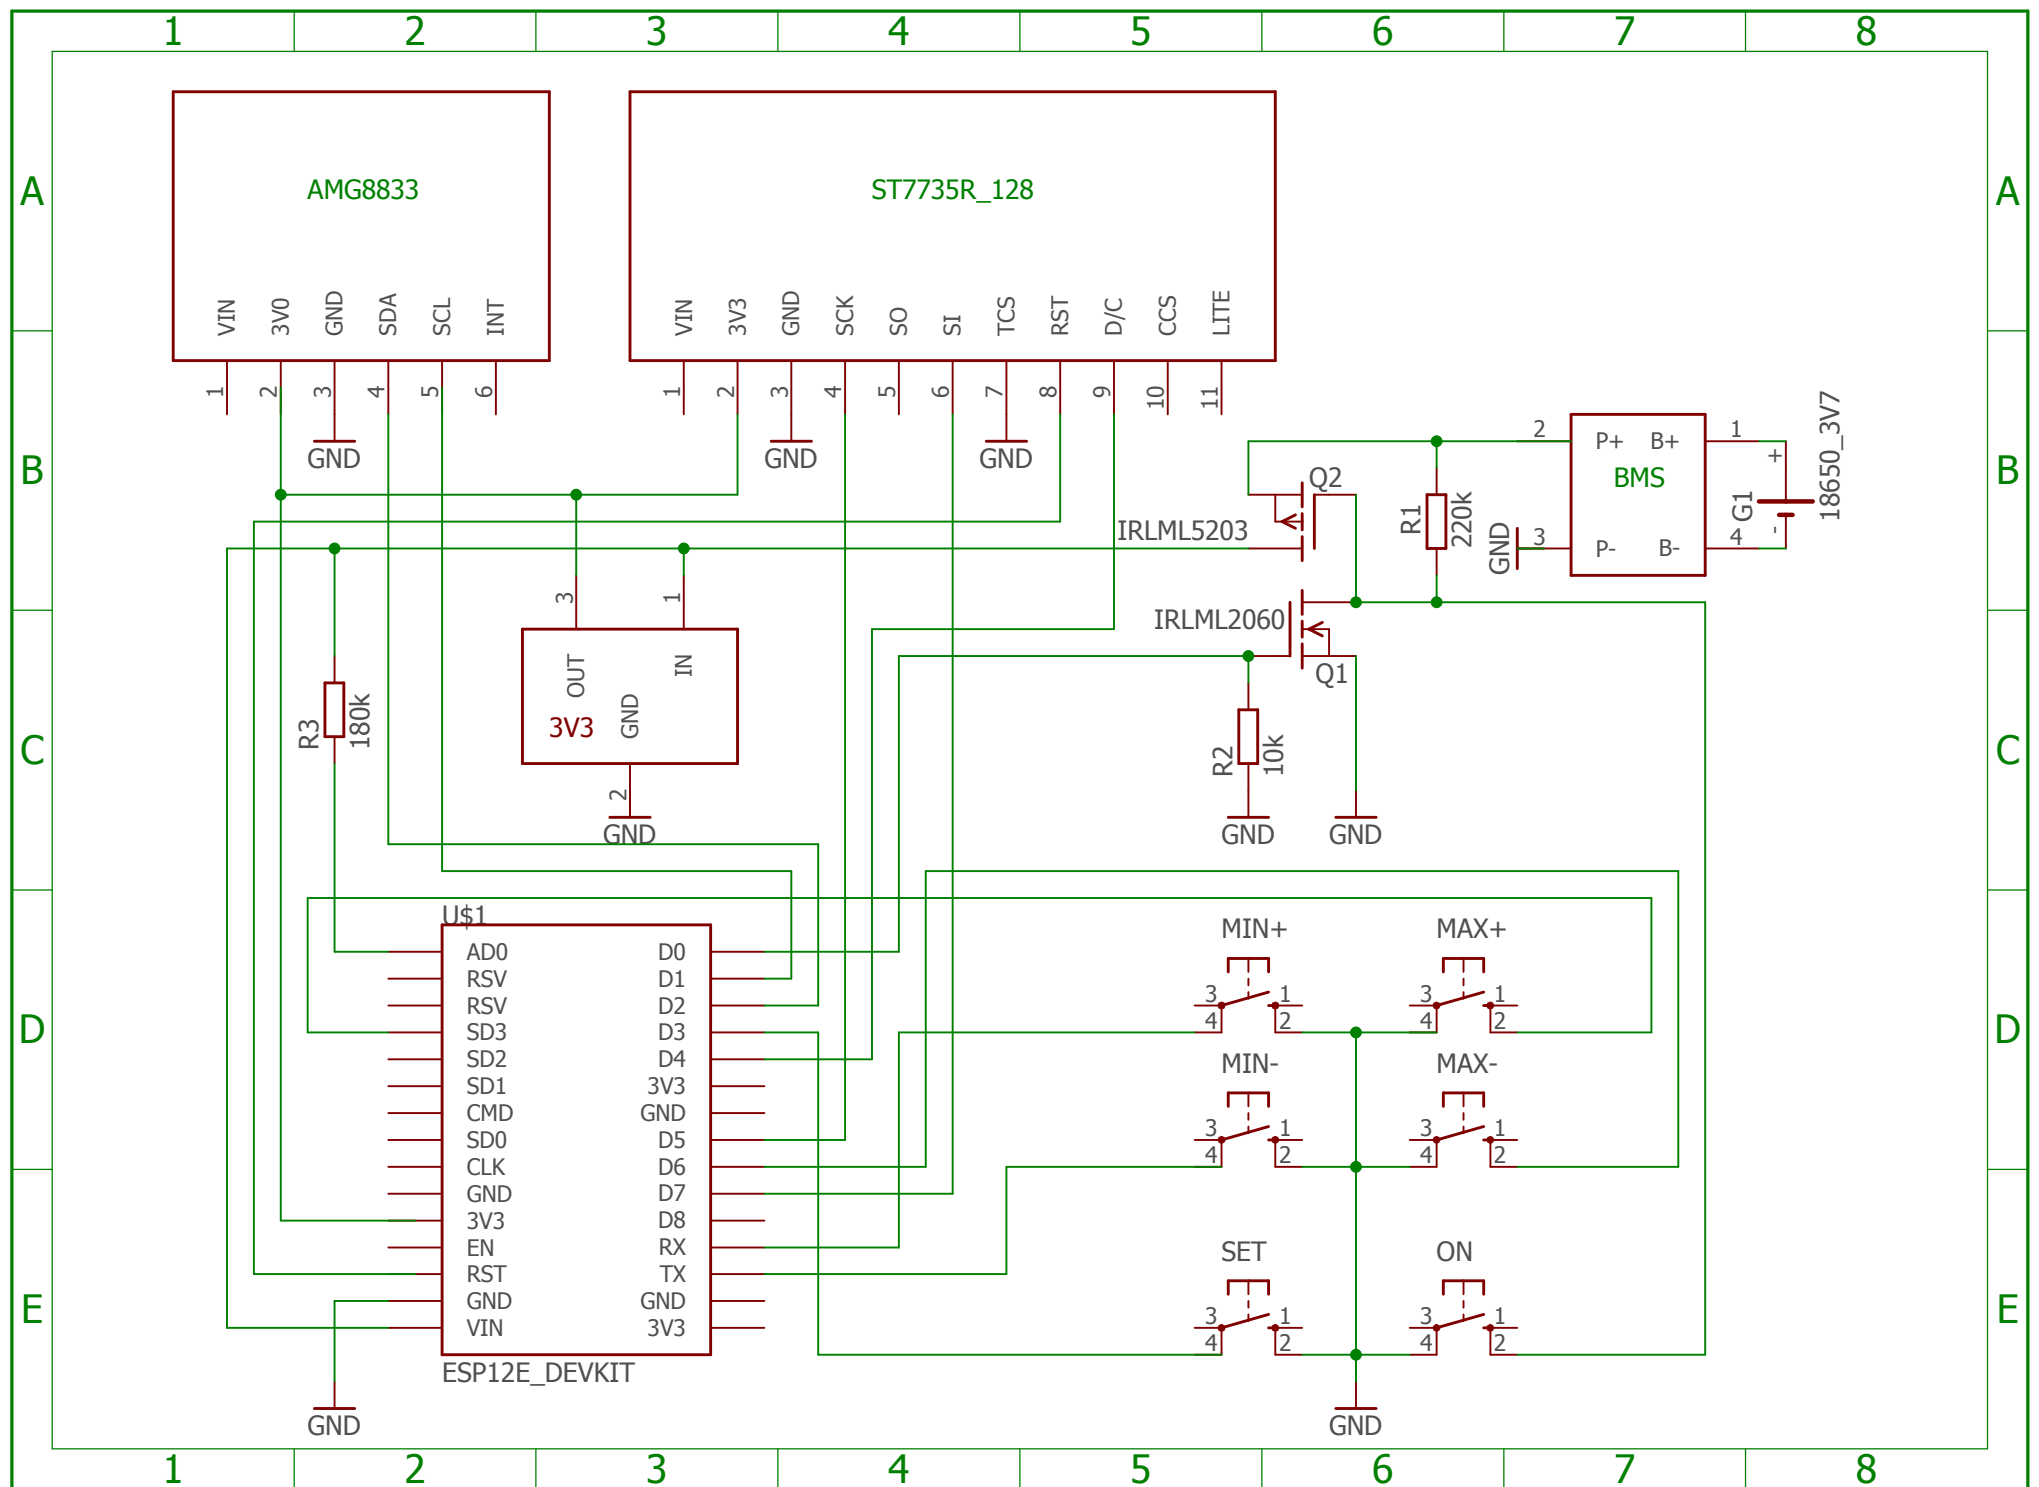 1 2 3 4 5 6 7 8
A A
AMG8833 ST7735R_128
VIN 3V0 GND SDA SCL INT VIN 3V3 GND SCK SO SI TCS RST D/C CCS LITE
1 2 3 4 5 6 1 2 3 4 5 6 7 8 9 10 11
GND GND GND
B B
2 P+ B+ 1
BMS
+
-
G1
18650_3V7
3 P- B- 4
GND
R1
220k
Q2
IRLML5203
IRLML2060
Q1
3 1
OUT IN
GND
3V3
2
GND
C C
R3
180k
R2
10k
GND GND
U$1
AD0 D0
RSV D1
RSV D2
SD3 D3
SD2 D4
SD1 3V3
CMD GND
SD0 D5
CLK D6
GND D7
3V3 D8
EN RX
RST TX
GND GND
VIN 3V3
ESP12E_DEVKIT
GND
D D
MIN+ MAX+
3 1 3 1
4 2 4 2
MIN- MAX-
3 1 3 1
4 2 4 2
SET ON
E E
3 1 3 1
4 2 4 2
GND
1 2 3 4 5 6 7 8